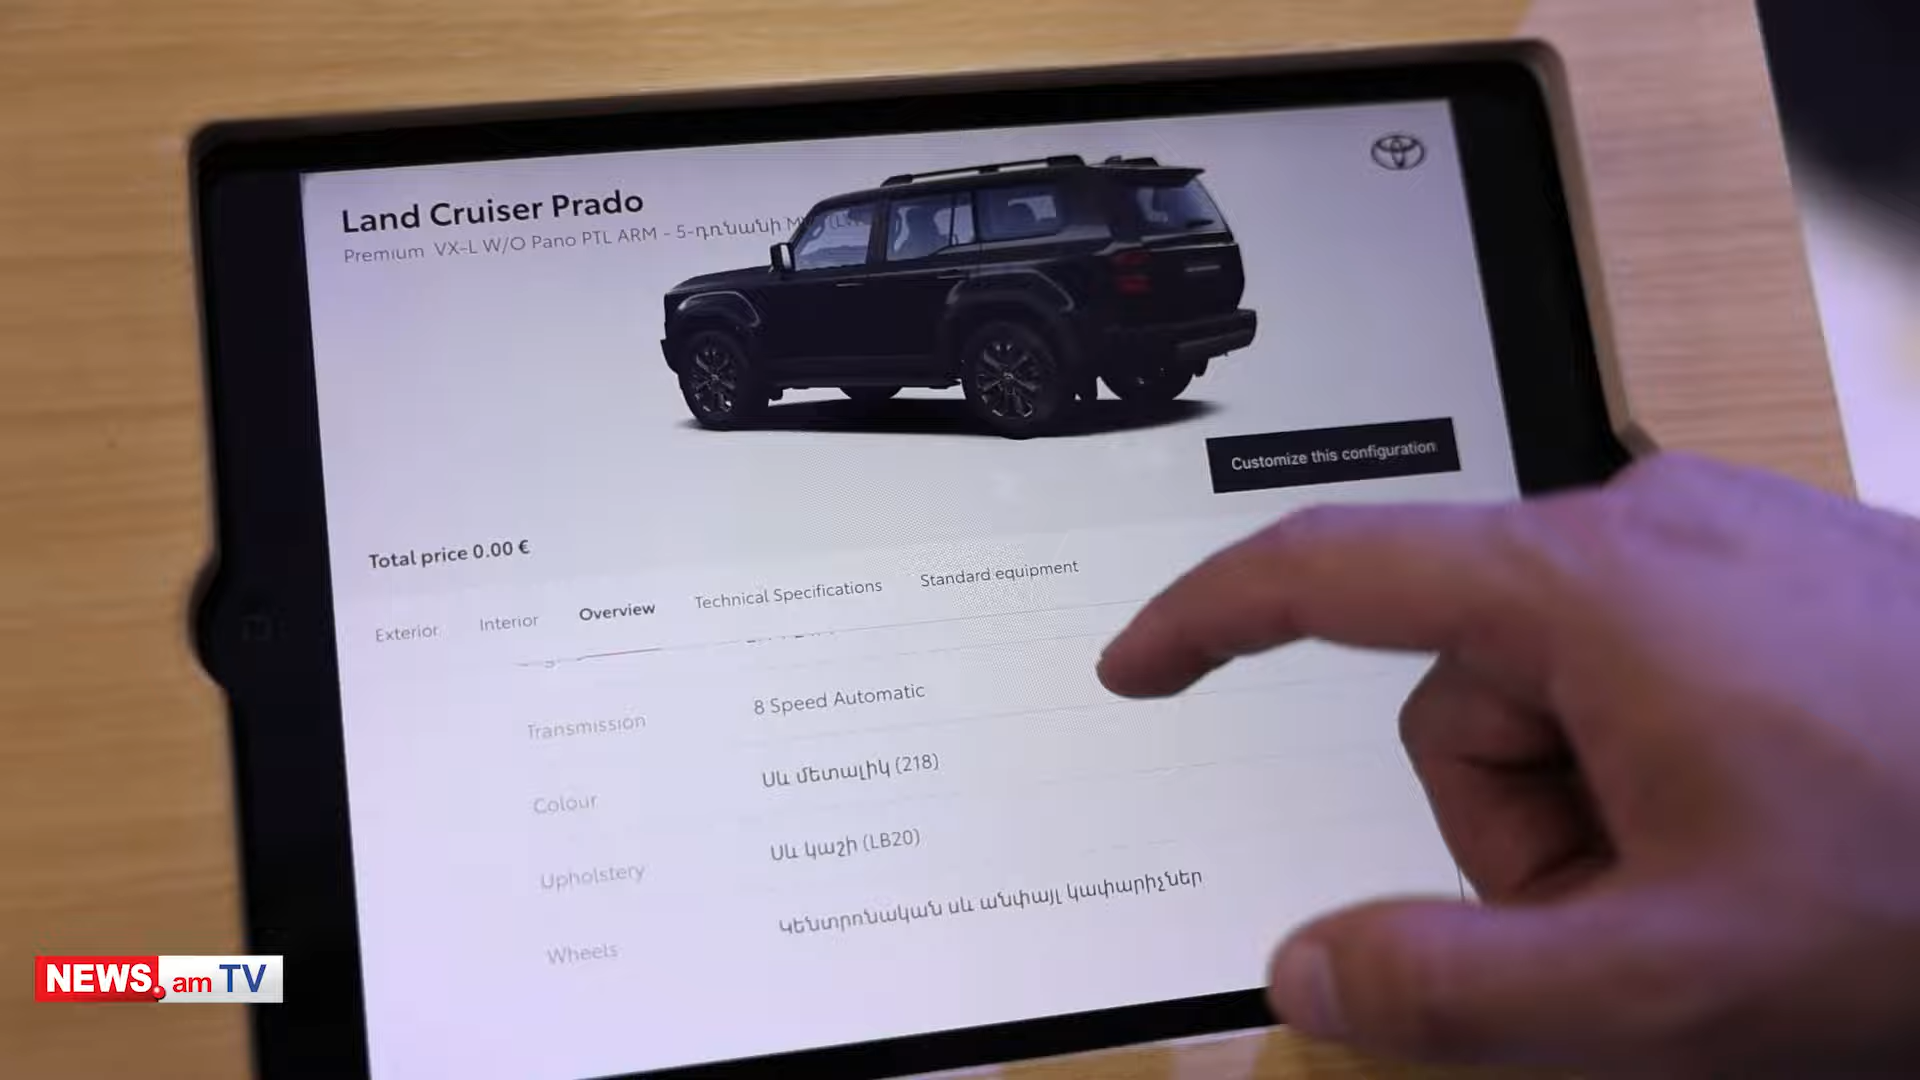 Land Cruiser Prado
Premium VX-L W/O Pano PTL ARM - 5-դռնանի
Customize this configuration
Total price 0.00 €
Exterior Interior Overview Technical Specifications Standard equipment
Transmission 8 Speed Automatic
Colour Սև մետալիկ (218)
Upholstery Սև կաշի (LB20)
Wheels Կենտրոնական սև անփայլ կափարիչներ
NEWS.am TV